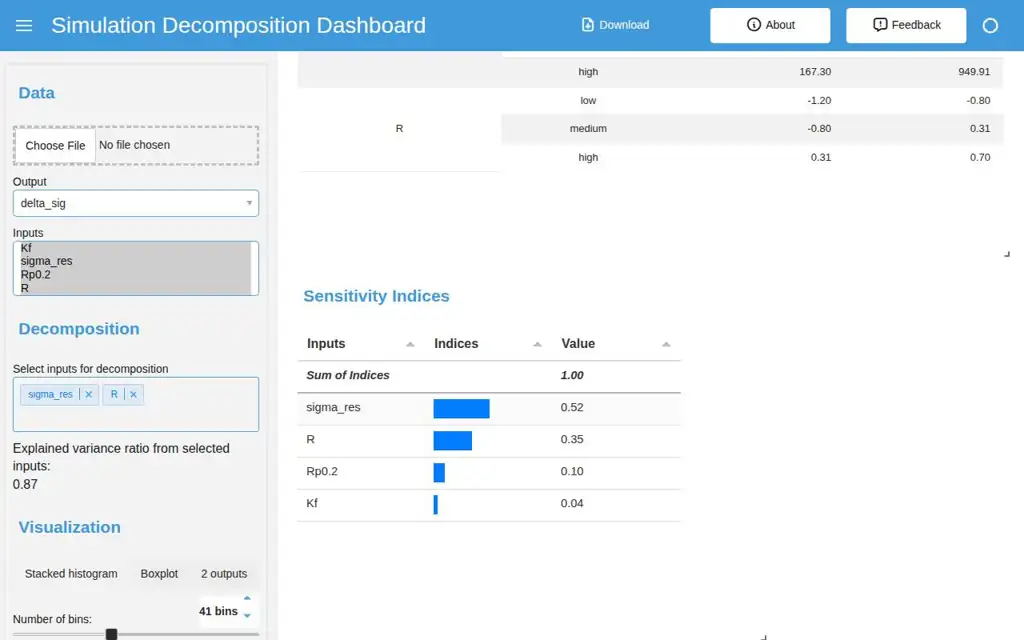 Simulation Decomposition Dashboard
Download
About
Feedback
Data
Choose File No file chosen
Output
delta_sig
Inputs
Kf
sigma_res
Rp0.2
R
Decomposition
Select inputs for decomposition
sigma_res
R
Explained variance ratio from selected
inputs:
0.87
Visualization
Stacked histogram Boxplot 2 outputs
41 bins
Number of bins:
high 167.30 949.91
low -1.20 -0.80
R medium -0.80 0.31
high 0.31 0.70
Sensitivity Indices
Inputs Indices Value
Sum of Indices 1.00
sigma_res 0.52
R 0.35
Rp0.2 0.10
Kf 0.04